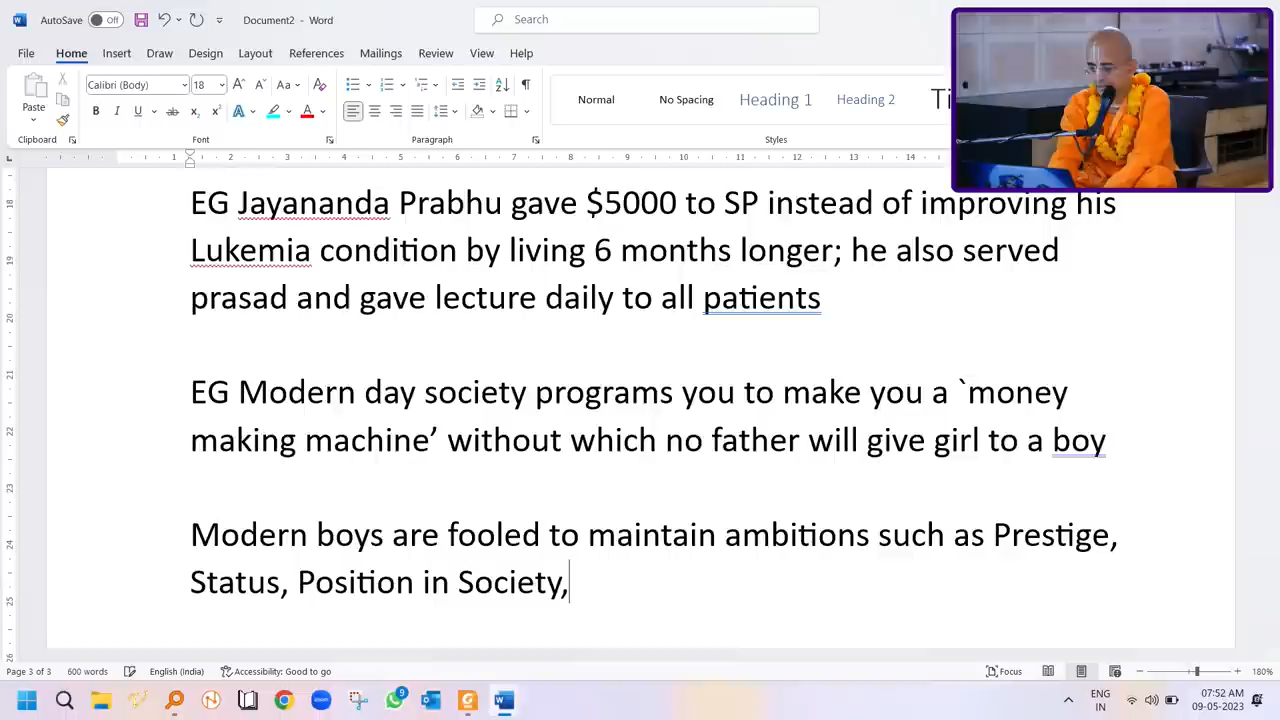 AutoSave Off Document2 - Word Search
File Home Insert Draw Design Layout References Mailings Review View Help
Paste Calibri (Body) 18 Normal No Spacing Heading 1 Heading 2 Ti
Clipboard Font Paragraph Styles
EG Jayananda Prabhu gave $5000 to SP instead of improving his
Lukemia condition by living 6 months longer; he also served
prasad and gave lecture daily to all patients
EG Modern day society programs you to make you a `money
making machine’ without which no father will give girl to a boy
Modern boys are fooled to maintain ambitions such as Prestige,
Status, Position in Society,
Page 3 of 3 600 words English (India) Accessibility: Good to go Focus 180%
9 zoom ENG IN 07:52 AM 09-05-2023